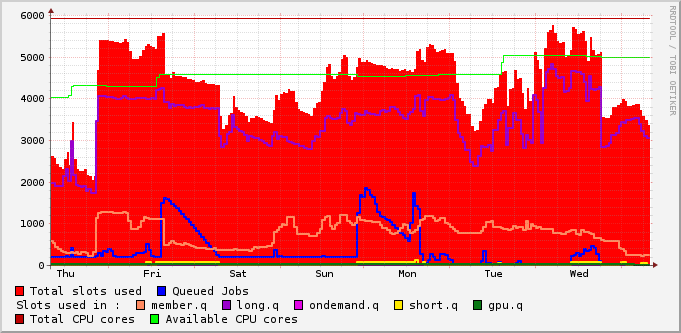 RRDTOOL / TOBI OETIKER
6000
5000
4000
3000
2000
1000
0
Thu Fri Sat Sun Mon Tue Wed
Total slots used Queued Jobs
Slots used in : member.q long.q ondemand.q short.q gpu.q
Total CPU cores Available CPU cores